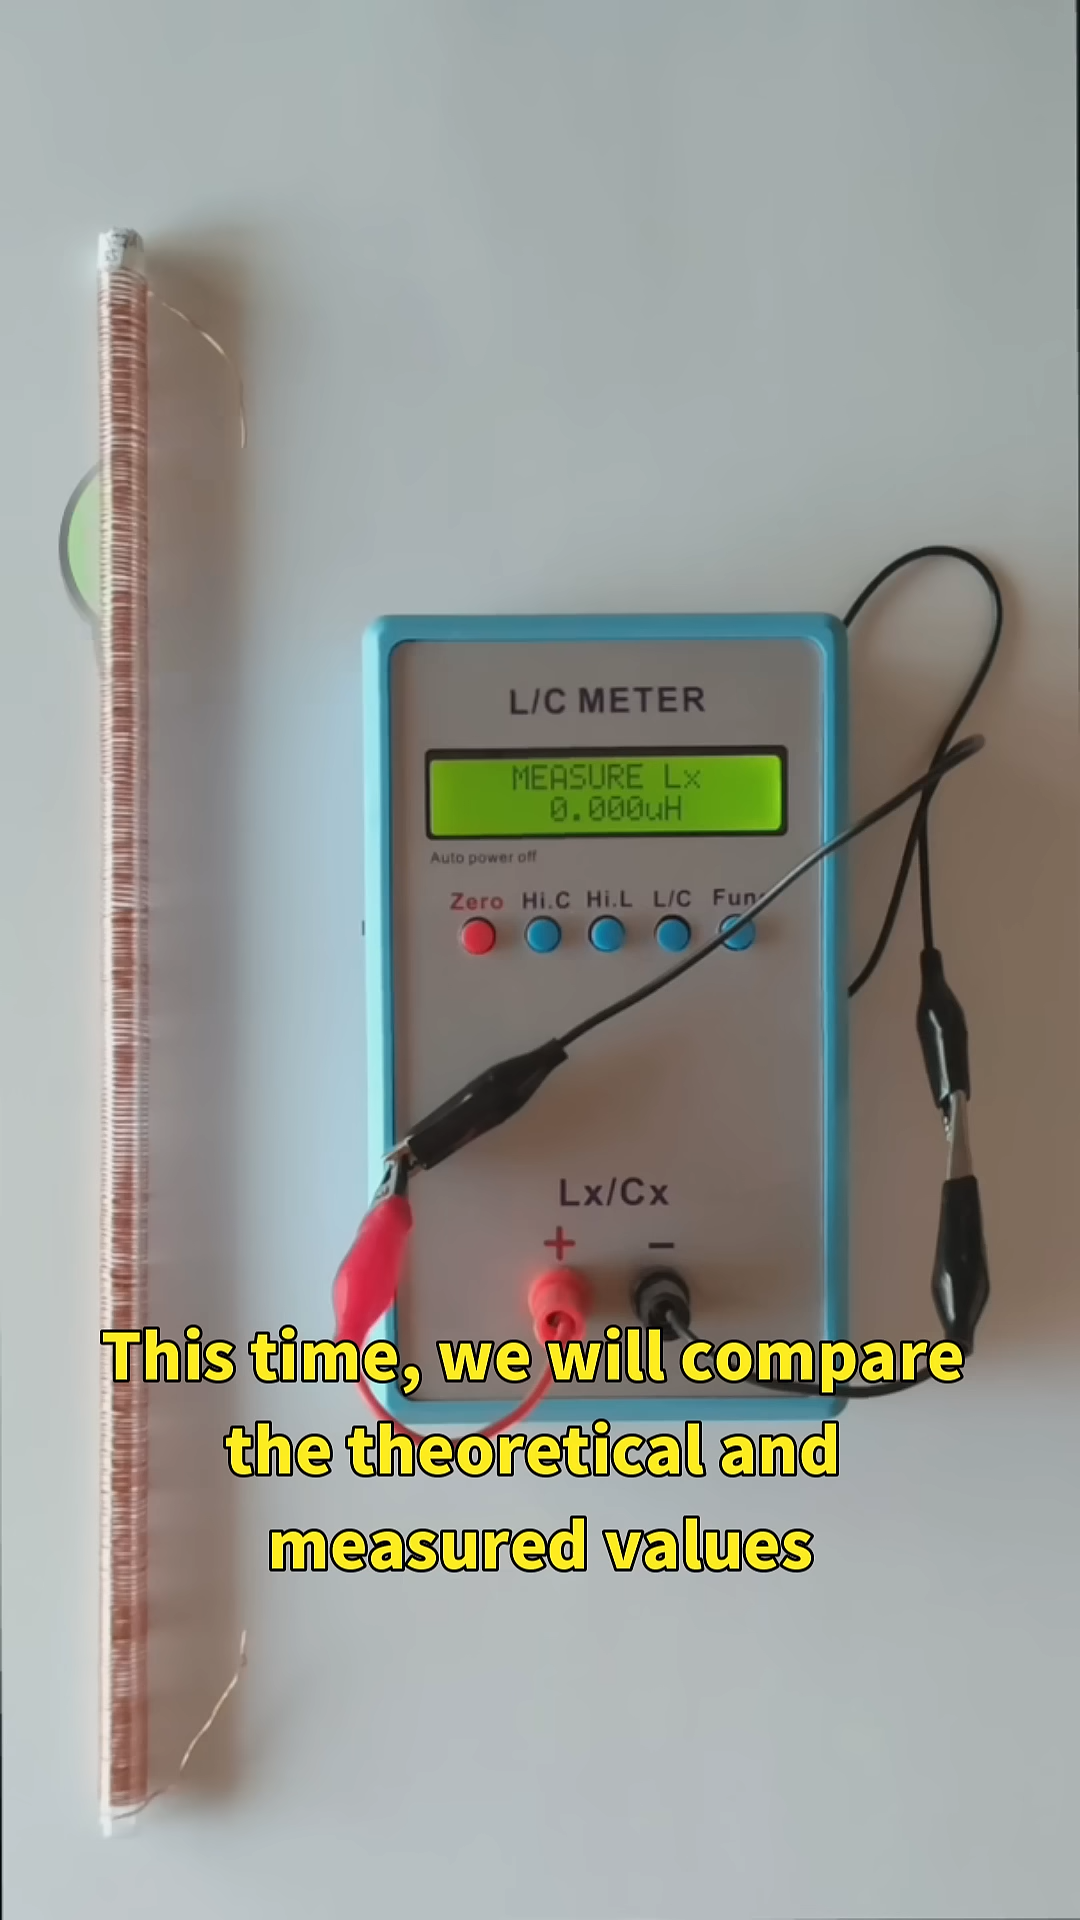 L/C METER
MEASURE Lx
0.000uH
Auto power off
Zero Hi.C Hi.L L/C
Lx/Cx
+ −
This time, we will compare
the theoretical and
measured values